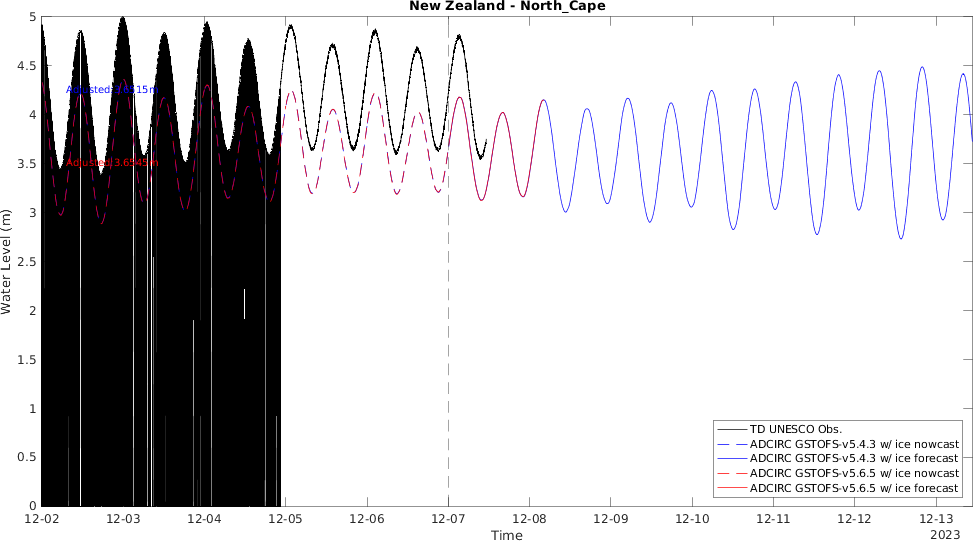 New Zealand - North_Cape
5
4.5
4
3.5
3
2.5
2
1.5
1
0.5
0
Water Level (m)
Adjusted:3.6545m
12-02
12-03
12-04
12-05
12-06
12-07
12-08
12-09
12-10
12-11
12-12
12-13
2023
Time
TD UNESCO Obs.
ADCIRC GSTOFS-v5.4.3 w/ ice nowcast
ADCIRC GSTOFS-v5.4.3 w/ ice forecast
ADCIRC GSTOFS-v5.6.5 w/ ice nowcast
ADCIRC GSTOFS-v5.6.5 w/ ice forecast